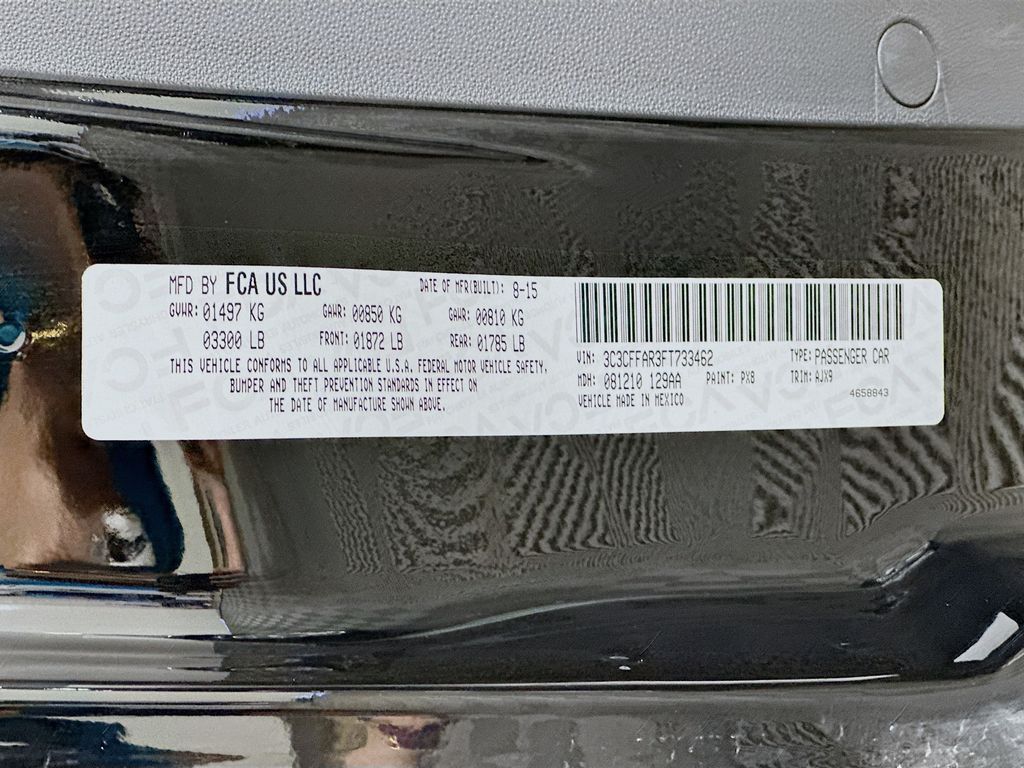 MFD BY FCA US LLC DATE OF MFR(BUILT): 8-15
GVWR: 01497 KG GAWR: 00850 KG GAWR: 00810 KG
03300 LB FRONT: 01872 LB REAR: 01785 LB
THIS VEHICLE CONFORMS TO ALL APPLICABLE U.S.A. FEDERAL MOTOR VEHICLE SAFETY,
BUMPER AND THEFT PREVENTION STANDARDS IN EFFECT ON
THE DATE OF MANUFACTURE SHOWN ABOVE.
VIN: 3C3CFFAR3FT733462 TYPE: PASSENGER CAR
MDH: 081210 129AA PAINT: PX8 TRIM: AJX9
VEHICLE MADE IN MEXICO 4658843